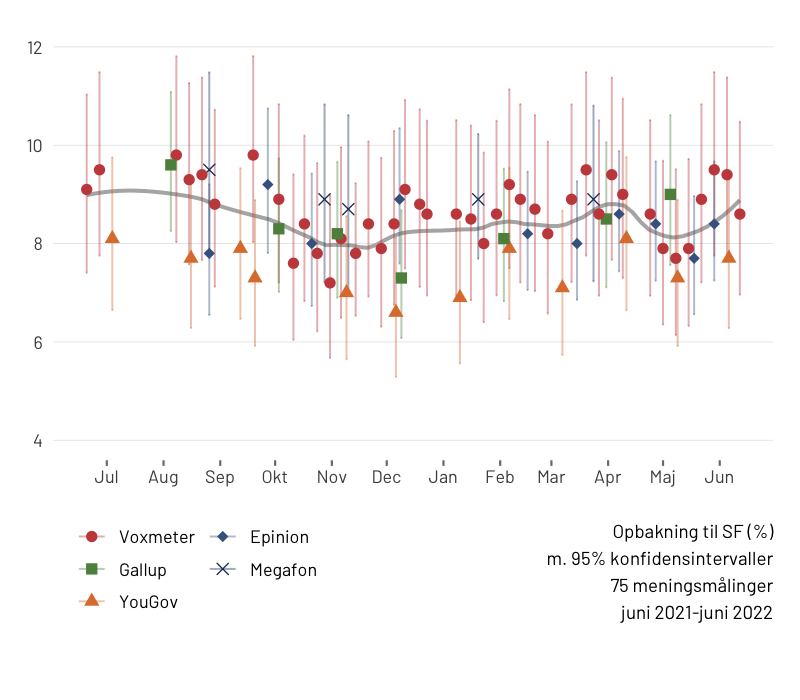 12
10
8
6
4
Jul Aug Sep Okt Nov Dec Jan Feb Mar Apr Maj Jun
Voxmeter Epinion
Gallup Megafon
YouGov
Opbakning til SF (%)
m. 95% konfidensintervaller
75 meningsmålinger
juni 2021-juni 2022